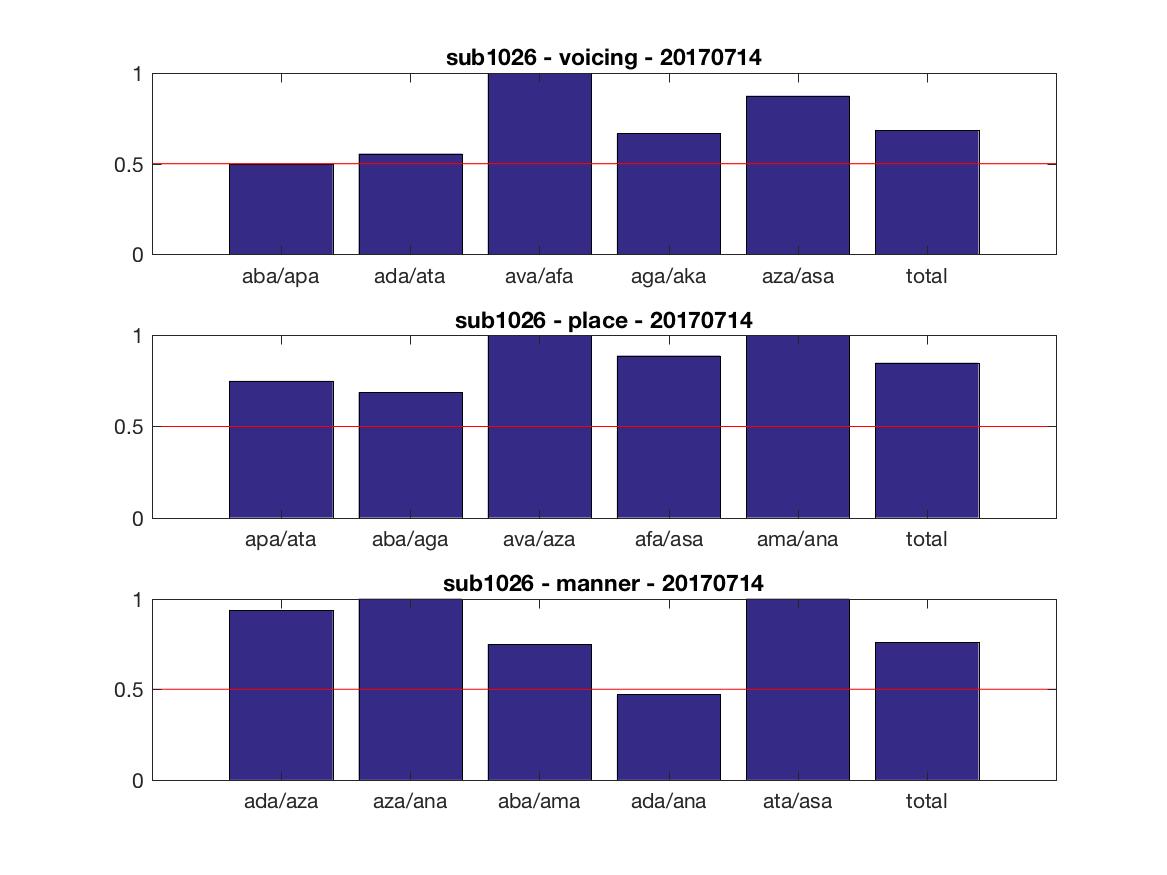 sub1026 - voicing - 20170714
1
0.5
0
aba/apa ada/ata ava/afa aga/aka aza/asa total
sub1026 - place - 20170714
1
0.5
0
apa/ata aba/aga ava/aza afa/asa ama/ana total
sub1026 - manner - 20170714
1
0.5
0
ada/aza aza/ana aba/ama ada/ana ata/asa total